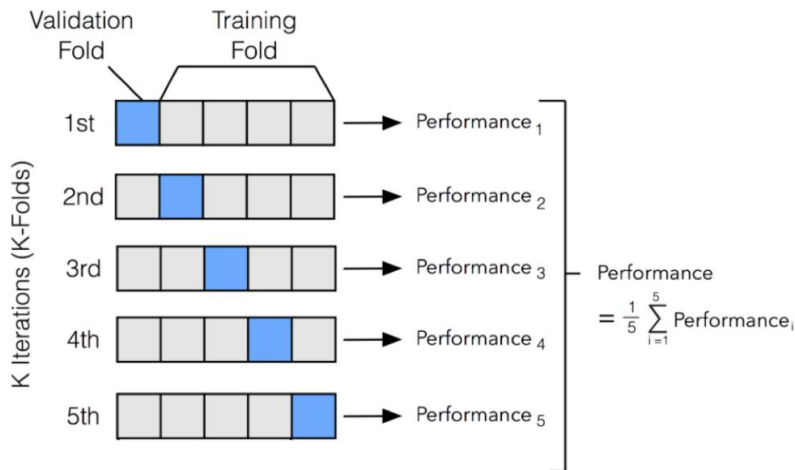 Validation Fold
Training Fold
K Iterations (K-Folds)
1st
Performance 1
2nd
Performance 2
3rd
Performance 3
4th
Performance 4
5th
Performance 5
Performance
= 1/5 5 ∑ i=1 Performance i